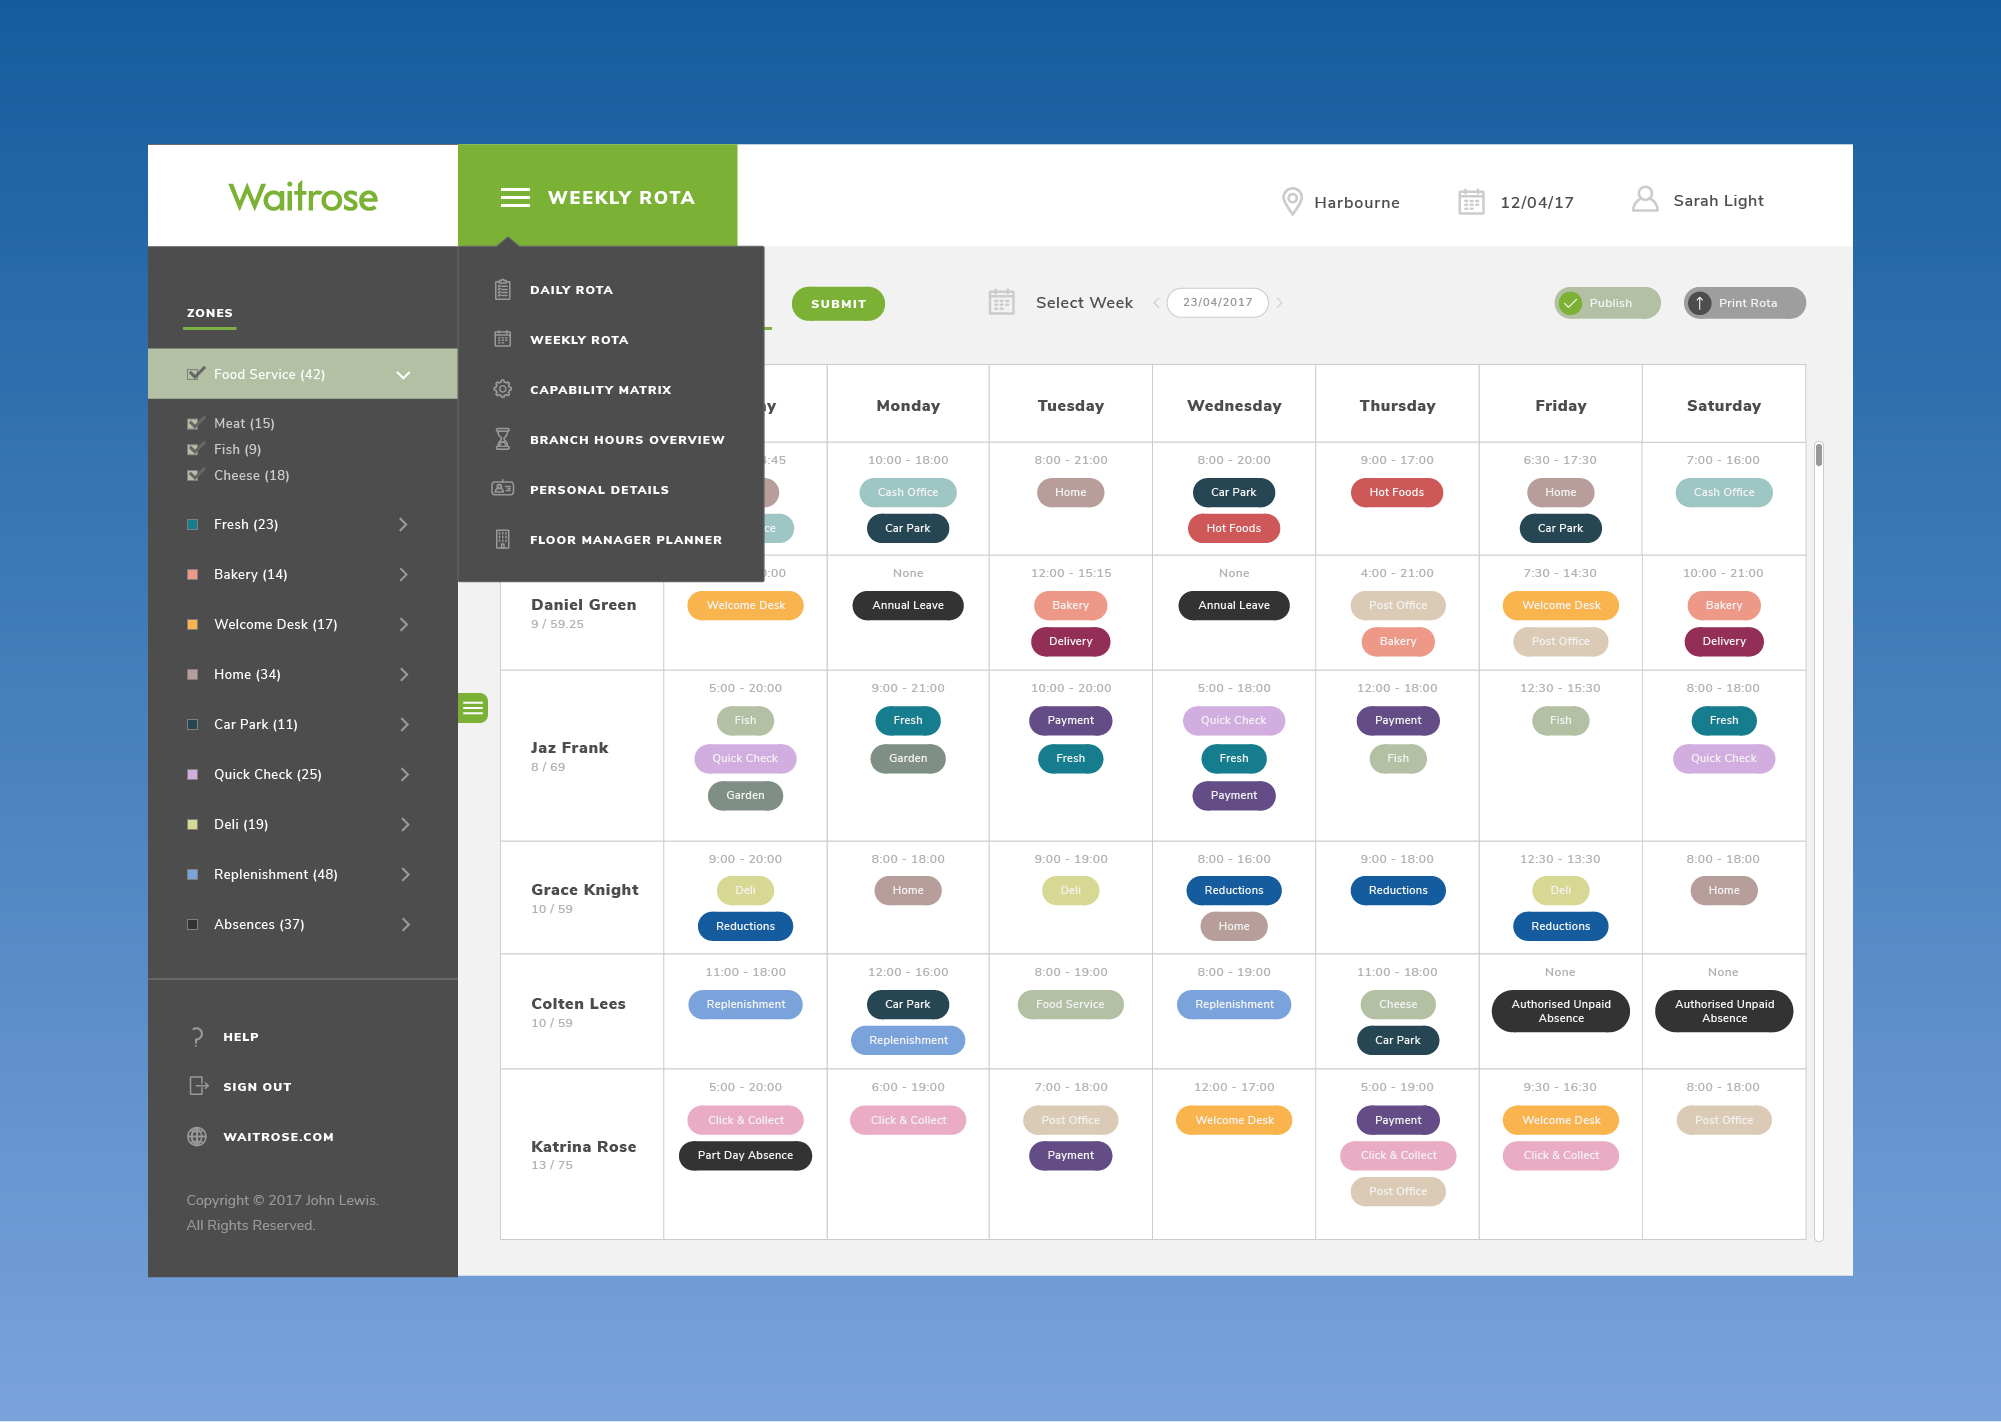 Waitrose
WEEKLY ROTA
Harbourne
12/04/17
Sarah Light
ZONES
Food Service (42)
Meat (15)
Fish (9)
Cheese (18)
Fresh (23)
Bakery (14)
Welcome Desk (17)
Home (34)
Car Park (11)
Quick Check (25)
Deli (19)
Replenishment (48)
Absences (37)
HELP
SIGN OUT
WAITROSE.COM
Copyright © 2017 John Lewis.
All Rights Reserved.
DAILY ROTA
WEEKLY ROTA
CAPABILITY MATRIX
BRANCH HOURS OVERVIEW
PERSONAL DETAILS
FLOOR MANAGER PLANNER
SUBMIT
Select Week
23/04/2017
Publish
Print Rota
Monday Tuesday Wednesday Thursday Friday Saturday
10:00 - 18:00 8:00 - 21:00 8:00 - 20:00 9:00 - 17:00 6:30 - 17:30 7:00 - 16:00
Cash Office Home Car Park Hot Foods Home Cash Office
Car Park Hot Foods Car Park
None 12:00 - 15:15 None 4:00 - 21:00 7:30 - 14:30 10:00 - 21:00
Daniel Green Welcome Desk Annual Leave Bakery Annual Leave Post Office Welcome Desk Bakery
9 / 59.25
Delivery Bakery Post Office Delivery
5:00 - 20:00 9:00 - 21:00 10:00 - 20:00 5:00 - 18:00 12:00 - 18:00 12:30 - 15:30 8:00 - 18:00
Fish Fresh Payment Quick Check Payment Fish Fresh
Jaz Frank
8 / 69
Quick Check Garden Fresh Fresh Fish Quick Check
Garden Payment
9:00 - 20:00 8:00 - 18:00 9:00 - 19:00 8:00 - 16:00 9:00 - 18:00 12:30 - 13:30 8:00 - 18:00
Grace Knight Deli Home Deli Reductions Reductions Deli Home
10 / 59
Reductions Home Reductions
11:00 - 18:00 12:00 - 16:00 8:00 - 19:00 8:00 - 19:00 11:00 - 18:00 None None
Colten Lees Replenishment Car Park Food Service Replenishment Cheese Authorised Unpaid Authorised Unpaid
Absence Absence
10 / 59
Replenishment Car Park
5:00 - 20:00 6:00 - 19:00 7:00 - 18:00 12:00 - 17:00 5:00 - 19:00 9:30 - 16:30 8:00 - 18:00
Click & Collect Click & Collect Post Office Welcome Desk Payment Welcome Desk Post Office
Katrina Rose
13 / 75
Part Day Absence Payment Click & Collect Click & Collect
Post Office